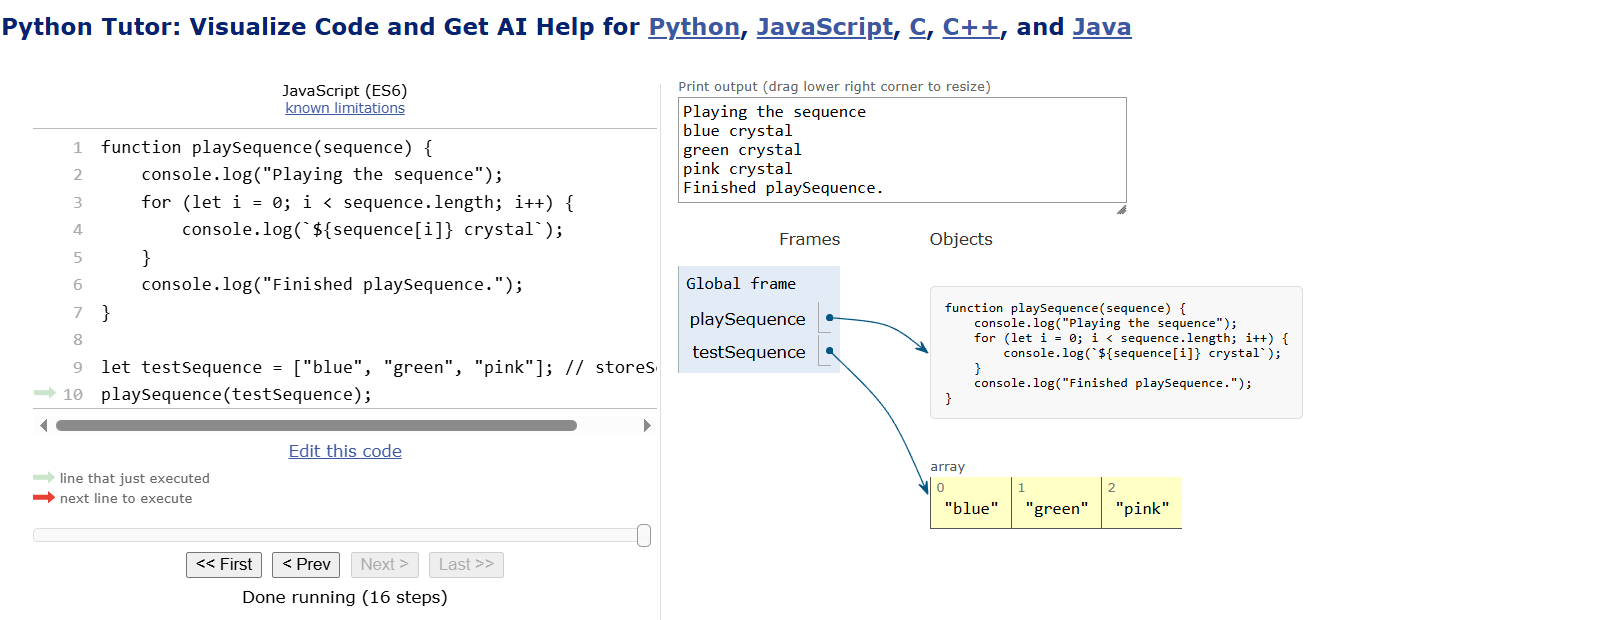 Python Tutor: Visualize Code and Get AI Help for Python, JavaScript, C, C++, and Java
JavaScript (ES6)
known limitations
1 function playSequence(sequence) {
2     console.log("Playing the sequence");
3     for (let i = 0; i < sequence.length; i++) {
4         console.log(`${sequence[i]} crystal`);
5     }
6     console.log("Finished playSequence.");
7 }
8
9 let testSequence = ["blue", "green", "pink"]; // storeS
10 playSequence(testSequence);
Edit this code
line that just executed
next line to execute
<< First < Prev Next > Last >>
Done running (16 steps)
Print output (drag lower right corner to resize)
Playing the sequence
blue crystal
green crystal
pink crystal
Finished playSequence.
Frames Objects
Global frame
playSequence
testSequence
function playSequence(sequence) {
    console.log("Playing the sequence");
    for (let i = 0; i < sequence.length; i++) {
        console.log(`${sequence[i]} crystal`);
    }
    console.log("Finished playSequence.");
}
array
0 1 2
"blue" "green" "pink"